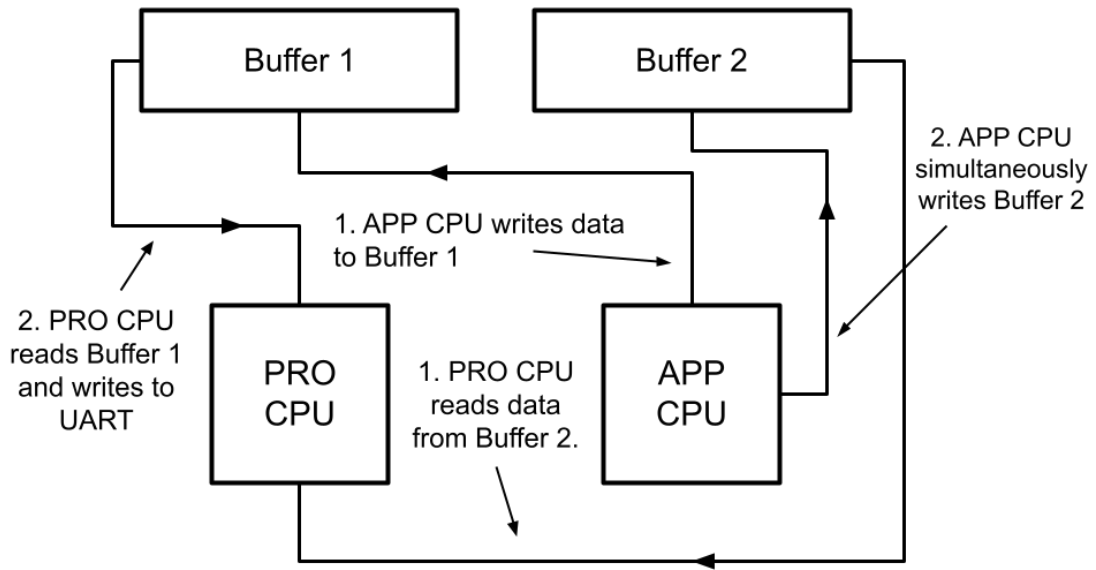 Buffer 1
Buffer 2
2. APP CPU
simultaneously
writes Buffer 2
1. APP CPU writes data
to Buffer 1
2. PRO CPU
reads Buffer 1
and writes to
UART
PRO
CPU
1. PRO CPU
reads data
from Buffer 2.
APP
CPU